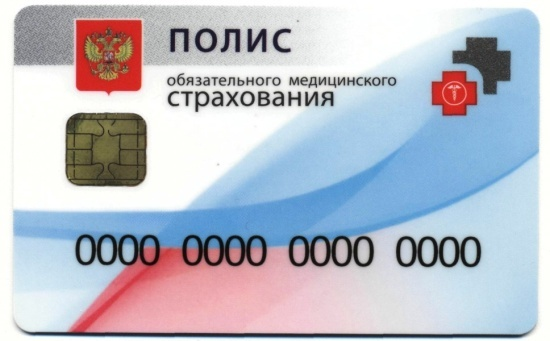 ПОЛИС
обязательного медицинского
страхования
0000 0000 0000 0000